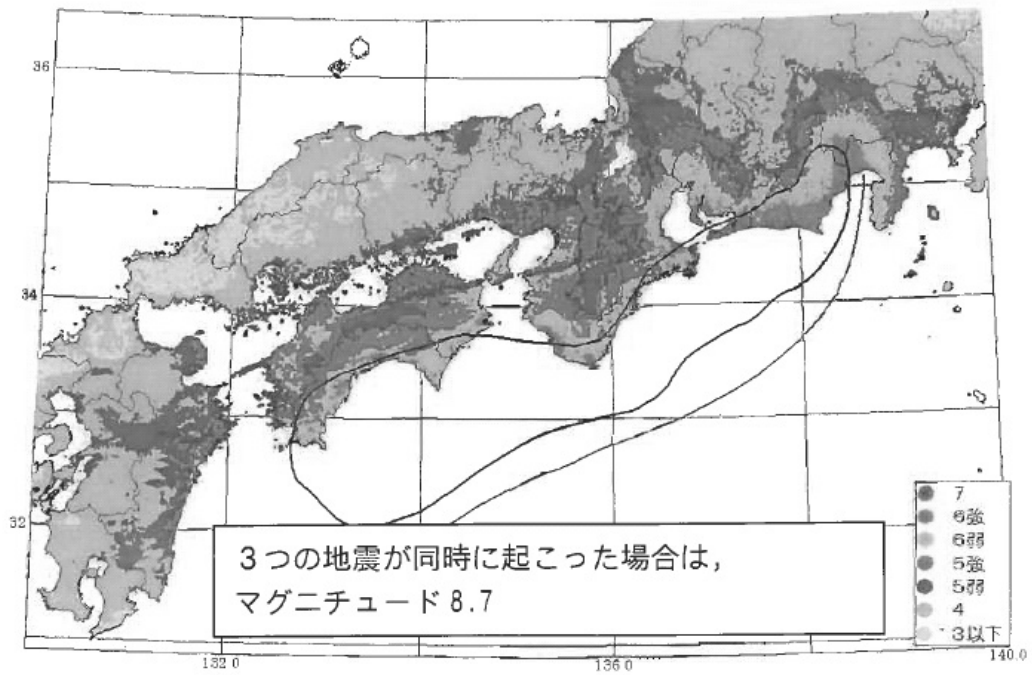 36
34
32
3つの地震が同時に起こった場合は,
マグニチュード8.7
7
6強
6弱
5強
5弱
4
3以下
132 0
136 0
140.0